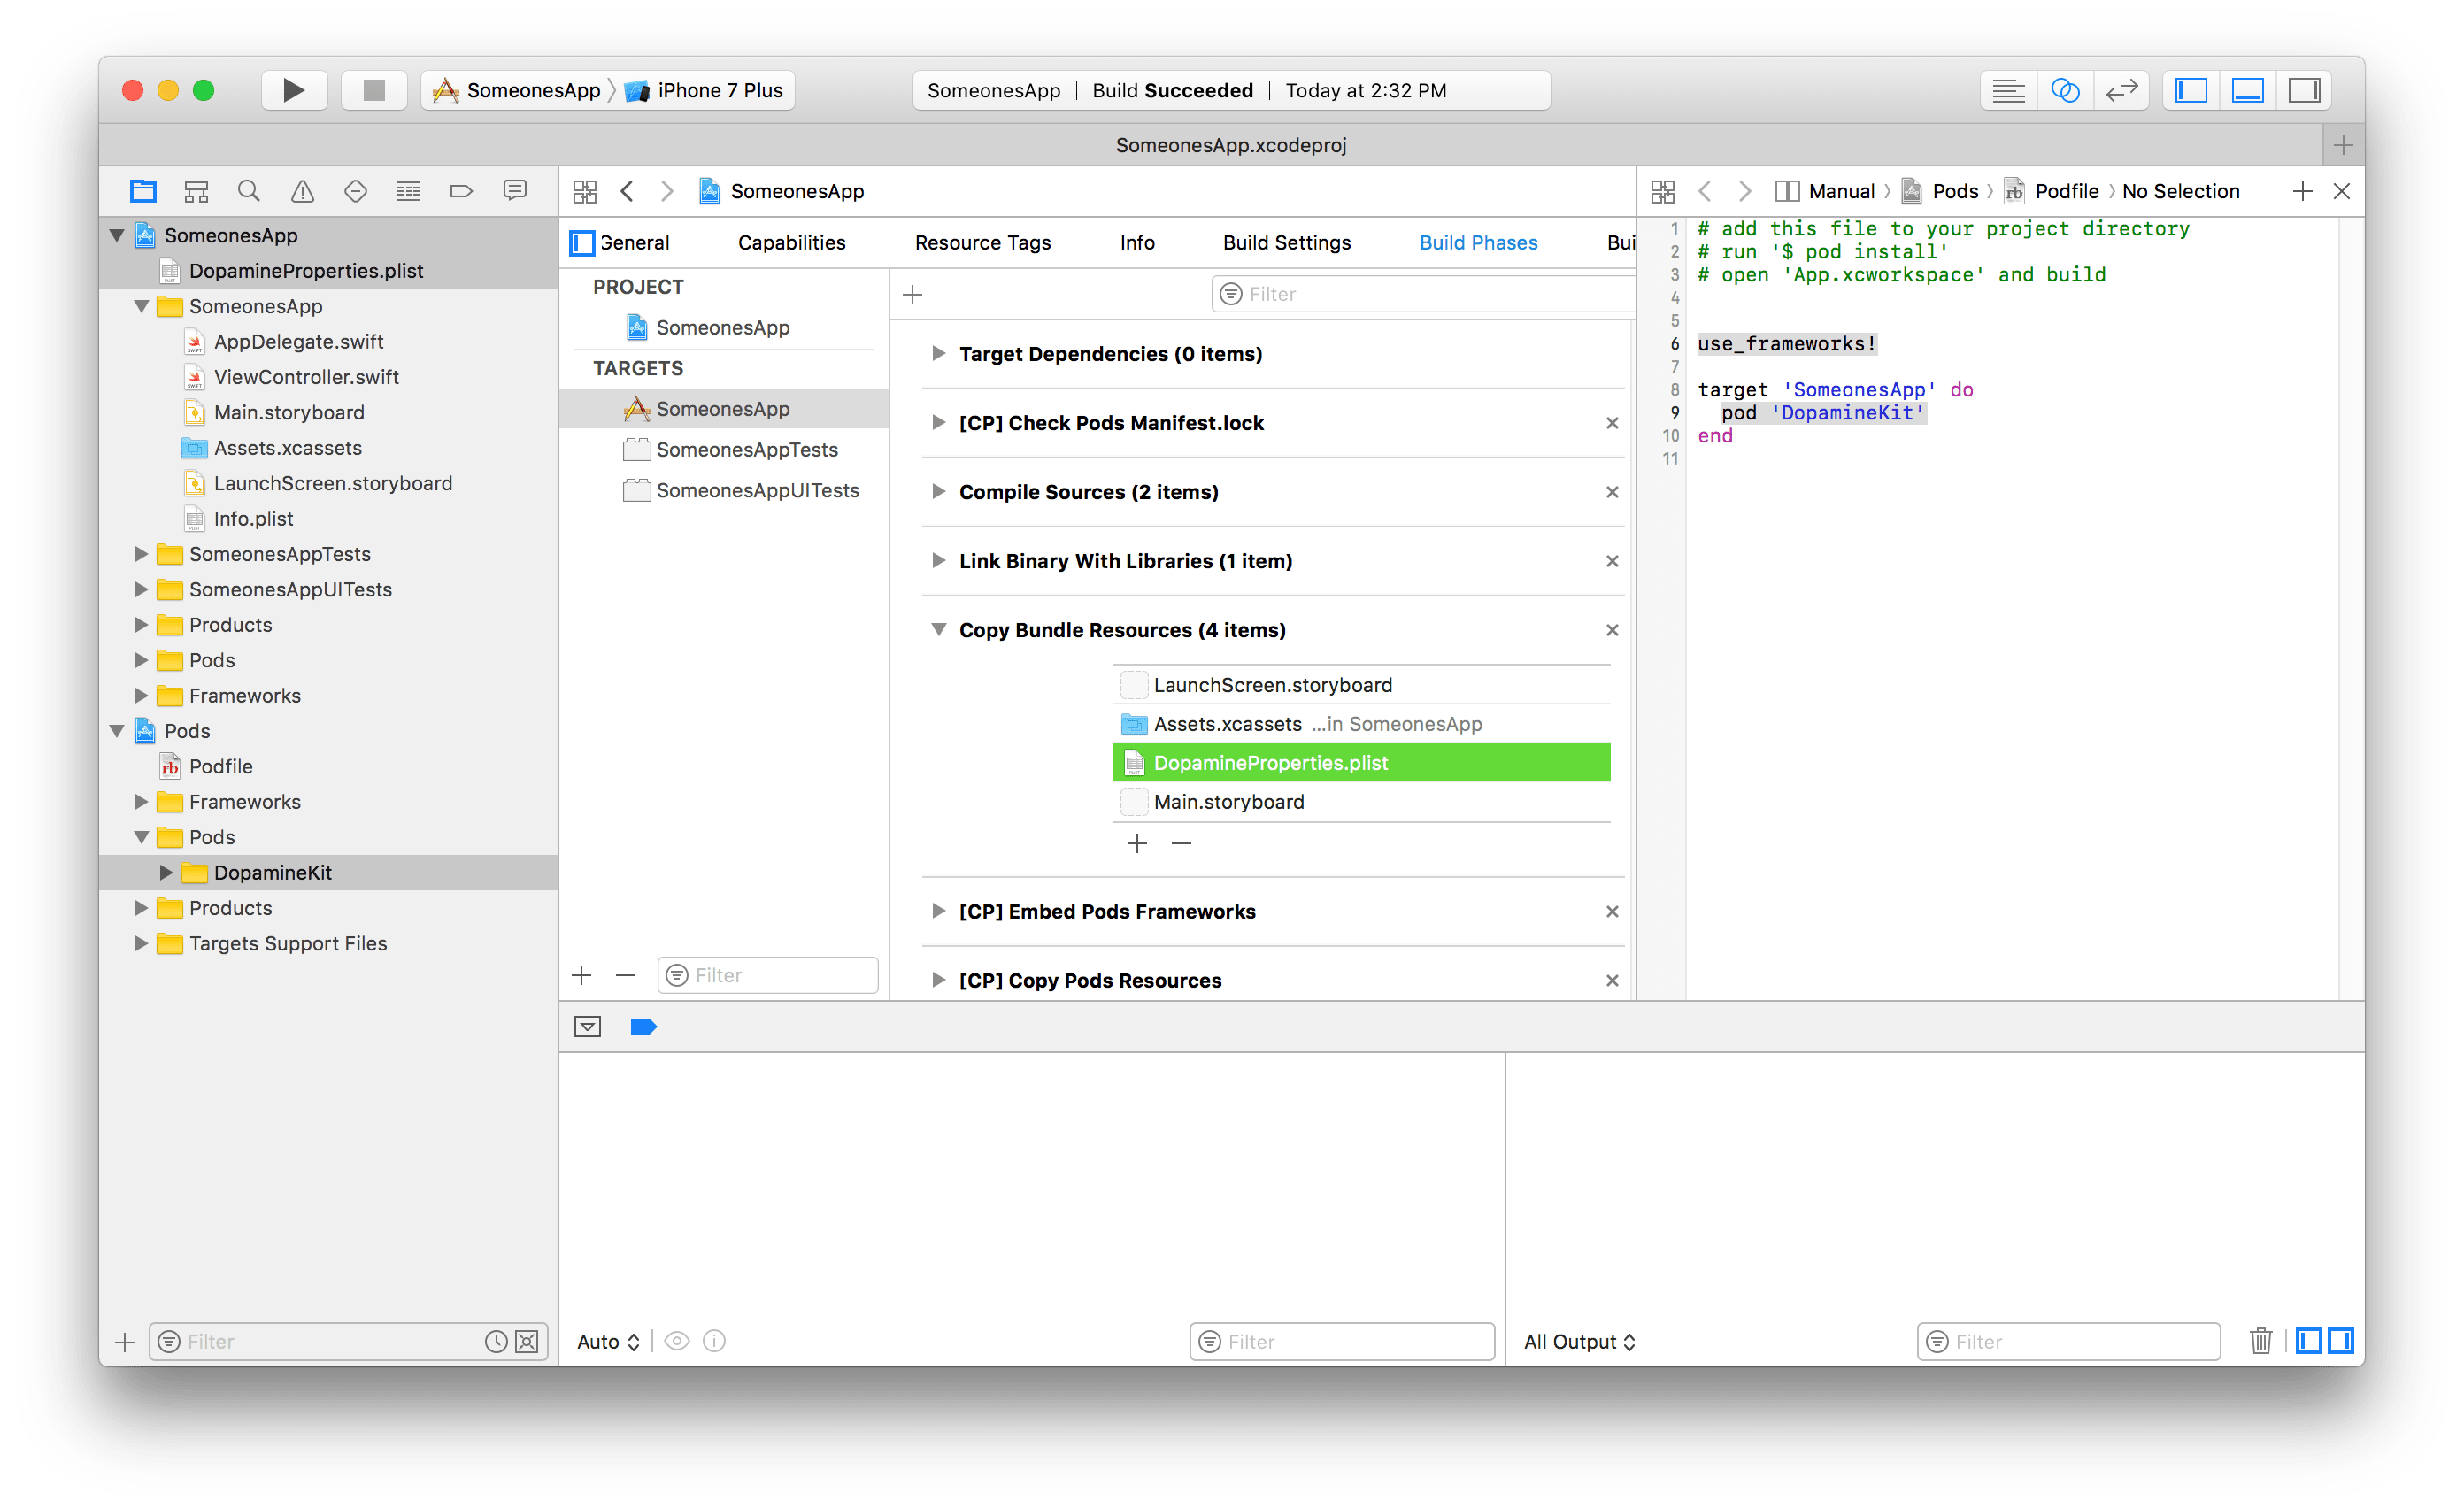 SomeonesApp 〉 iPhone 7 Plus
SomeonesApp | Build Succeeded | Today at 2:32 PM
SomeonesApp.xcodeproj
SomeonesApp
DopamineProperties.plist
SomeonesApp
AppDelegate.swift
ViewController.swift
Main.storyboard
Assets.xcassets
LaunchScreen.storyboard
Info.plist
SomeonesAppTests
SomeonesAppUITests
Products
Pods
Frameworks
Pods
Podfile
Frameworks
Pods
DopamineKit
Products
Targets Support Files
Filter
SomeonesApp
General Capabilities Resource Tags Info Build Settings Build Phases Bui
PROJECT
SomeonesApp
TARGETS
SomeonesApp
SomeonesAppTests
SomeonesAppUITests
Filter
Filter
Target Dependencies (0 items)
[CP] Check Pods Manifest.lock
Compile Sources (2 items)
Link Binary With Libraries (1 item)
Copy Bundle Resources (4 items)
LaunchScreen.storyboard
Assets.xcassets ...in SomeonesApp
DopamineProperties.plist
Main.storyboard
[CP] Embed Pods Frameworks
[CP] Copy Pods Resources
Manual 〉 Pods 〉 rb Podfile 〉 No Selection
1 # add this file to your project directory
2 # run '$ pod install'
3 # open 'App.xcworkspace' and build
4
5
6 use_frameworks!
7
8 target 'SomeonesApp' do
9 pod 'DopamineKit'
10 end
11
Auto
Filter
All Output
Filter